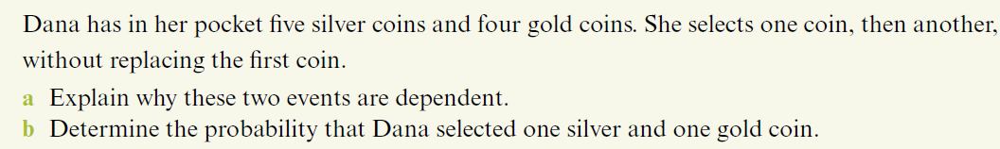 Dana has in her pocket five silver coins and four gold coins. She selects one coin, then another,
without replacing the first coin.
a Explain why these two events are dependent.
b Determine the probability that Dana selected one silver and one gold coin.